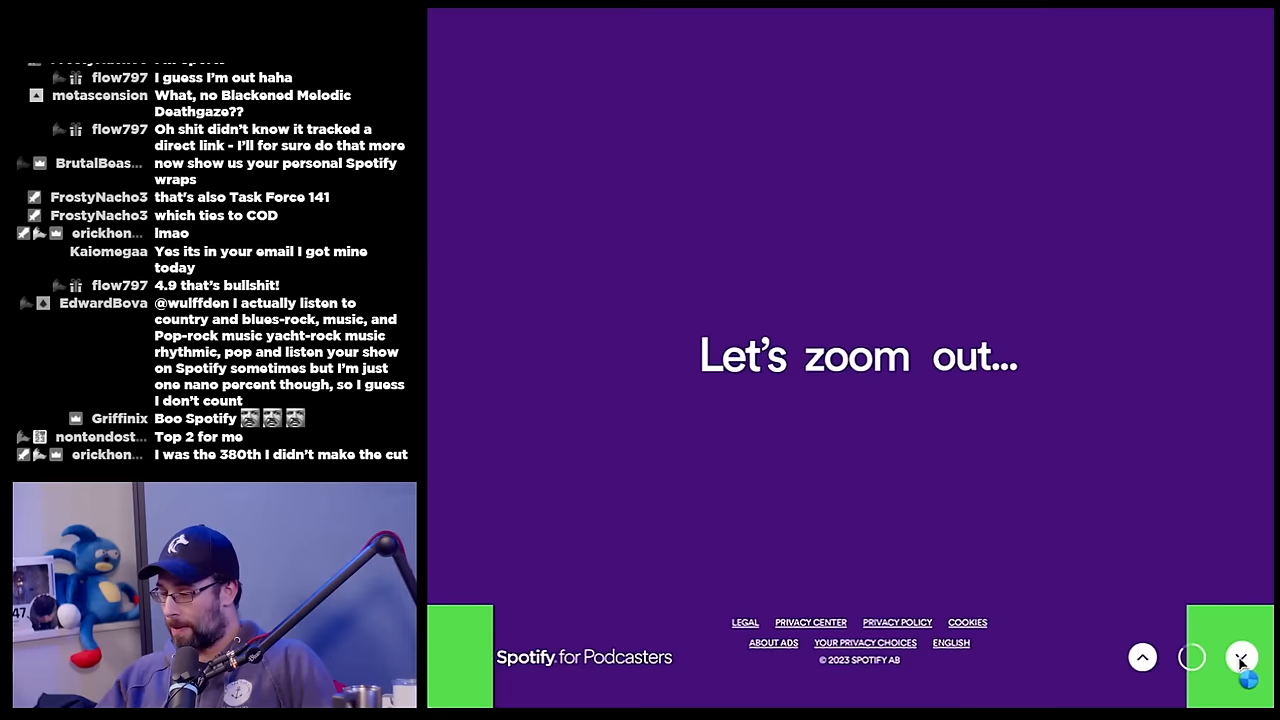 flow797 I guess I'm out haha
metascension What, no Blackened Melodic
Deathgaze??
flow797 Oh shit didn't know it tracked a
direct link - I'll for sure do that more
BrutalBeas... now show us your personal Spotify
wraps
FrostyNacho3 that's also Task Force 141
FrostyNacho3 which ties to COD
erickhen... lmao
Kaiomegaa Yes its in your email I got mine
today
flow797 4.9 that's bullshit!
EdwardBova @wulffden I actually listen to
country and blues-rock, music, and
Pop-rock music yacht-rock music
rhythmic, pop and listen your show
on Spotify sometimes but I'm just
one nano percent though, so I guess
I don't count
Griffinix Boo Spotify
nontendost... Top 2 for me
erickhen... I was the 380th I didn't make the cut
47
Let's zoom out...
Spotify for Podcasters
LEGAL PRIVACY CENTER PRIVACY POLICY COOKIES
ABOUT ADS YOUR PRIVACY CHOICES ENGLISH
© 2023 SPOTIFY AB